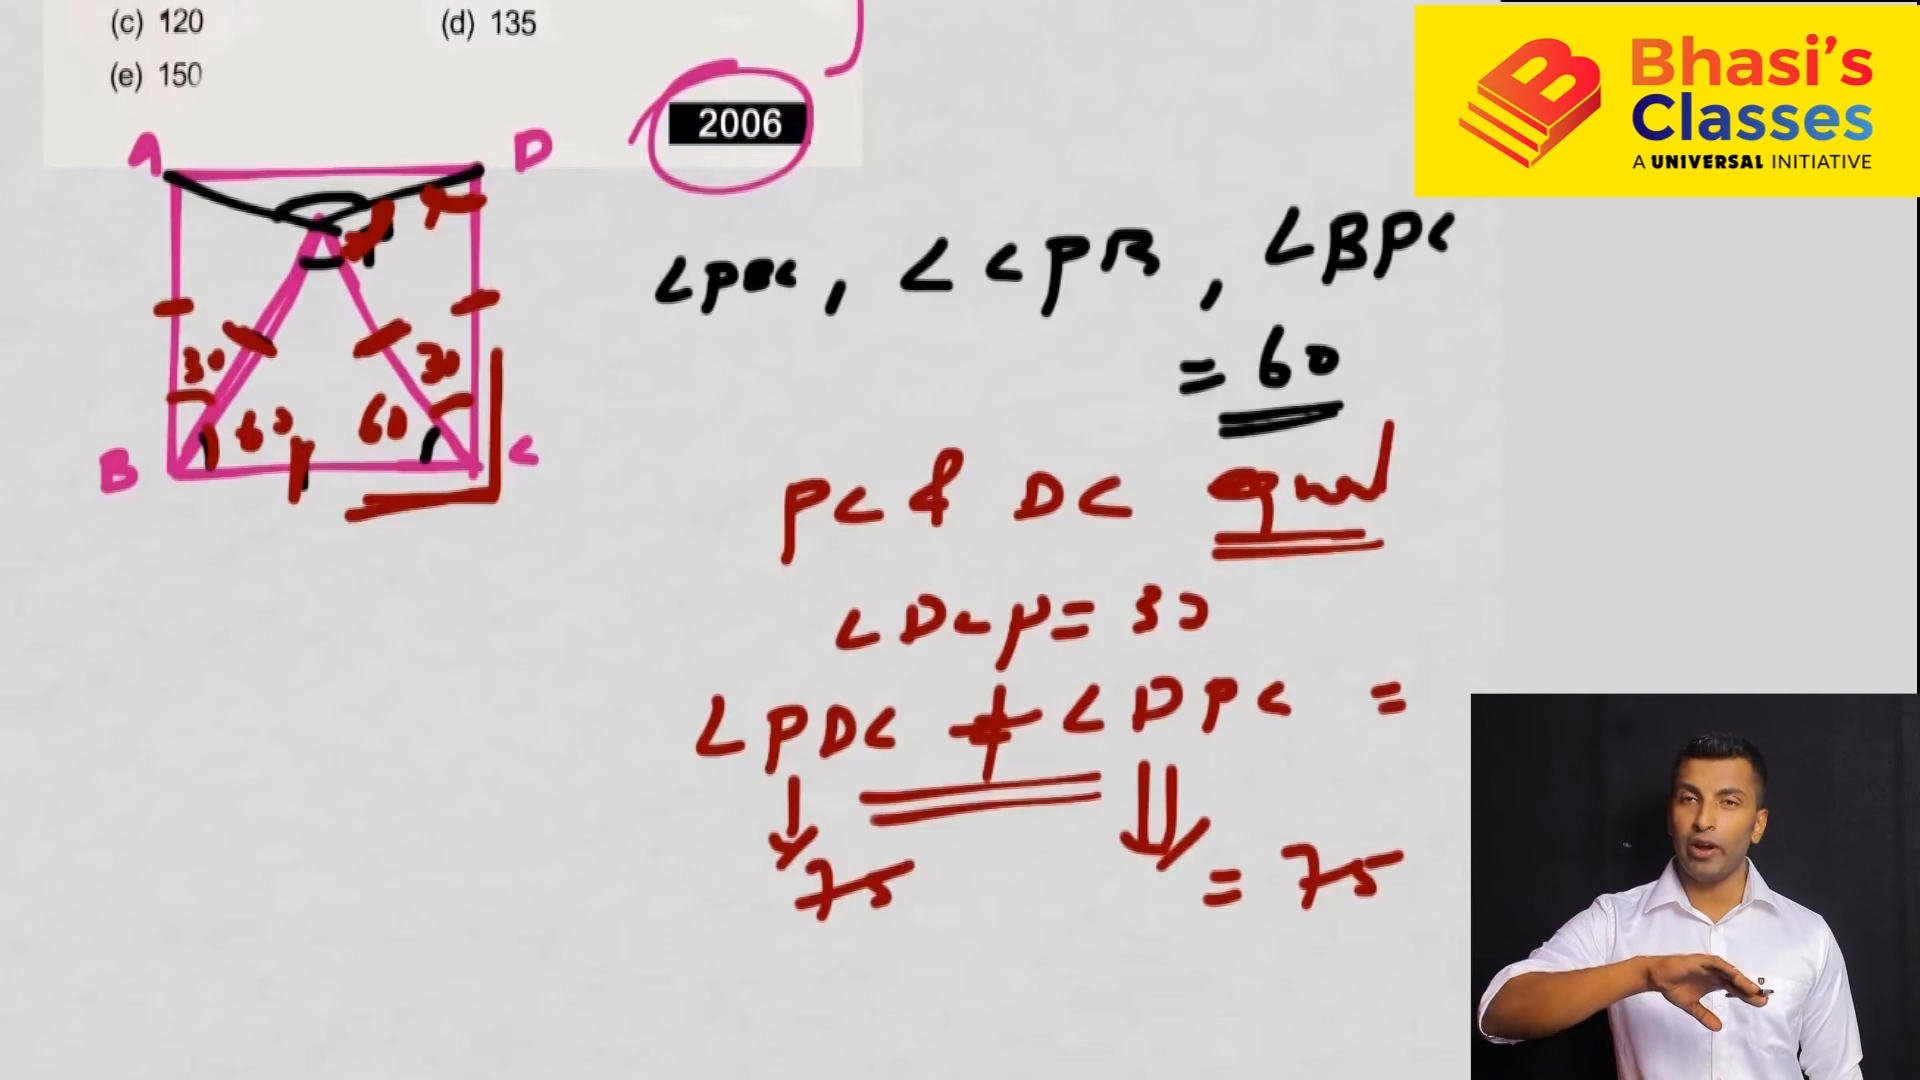 (c) 120 (d) 135
(e) 150
2006
Bhasi's
Classes
A UNIVERSAL INITIATIVE
A D
30 30
60 60
B C
∠PBC , ∠CPB , ∠BPC
= 60
PC & DC equal
∠DCP = 30
∠PDC + ∠DPC =
75 = 75